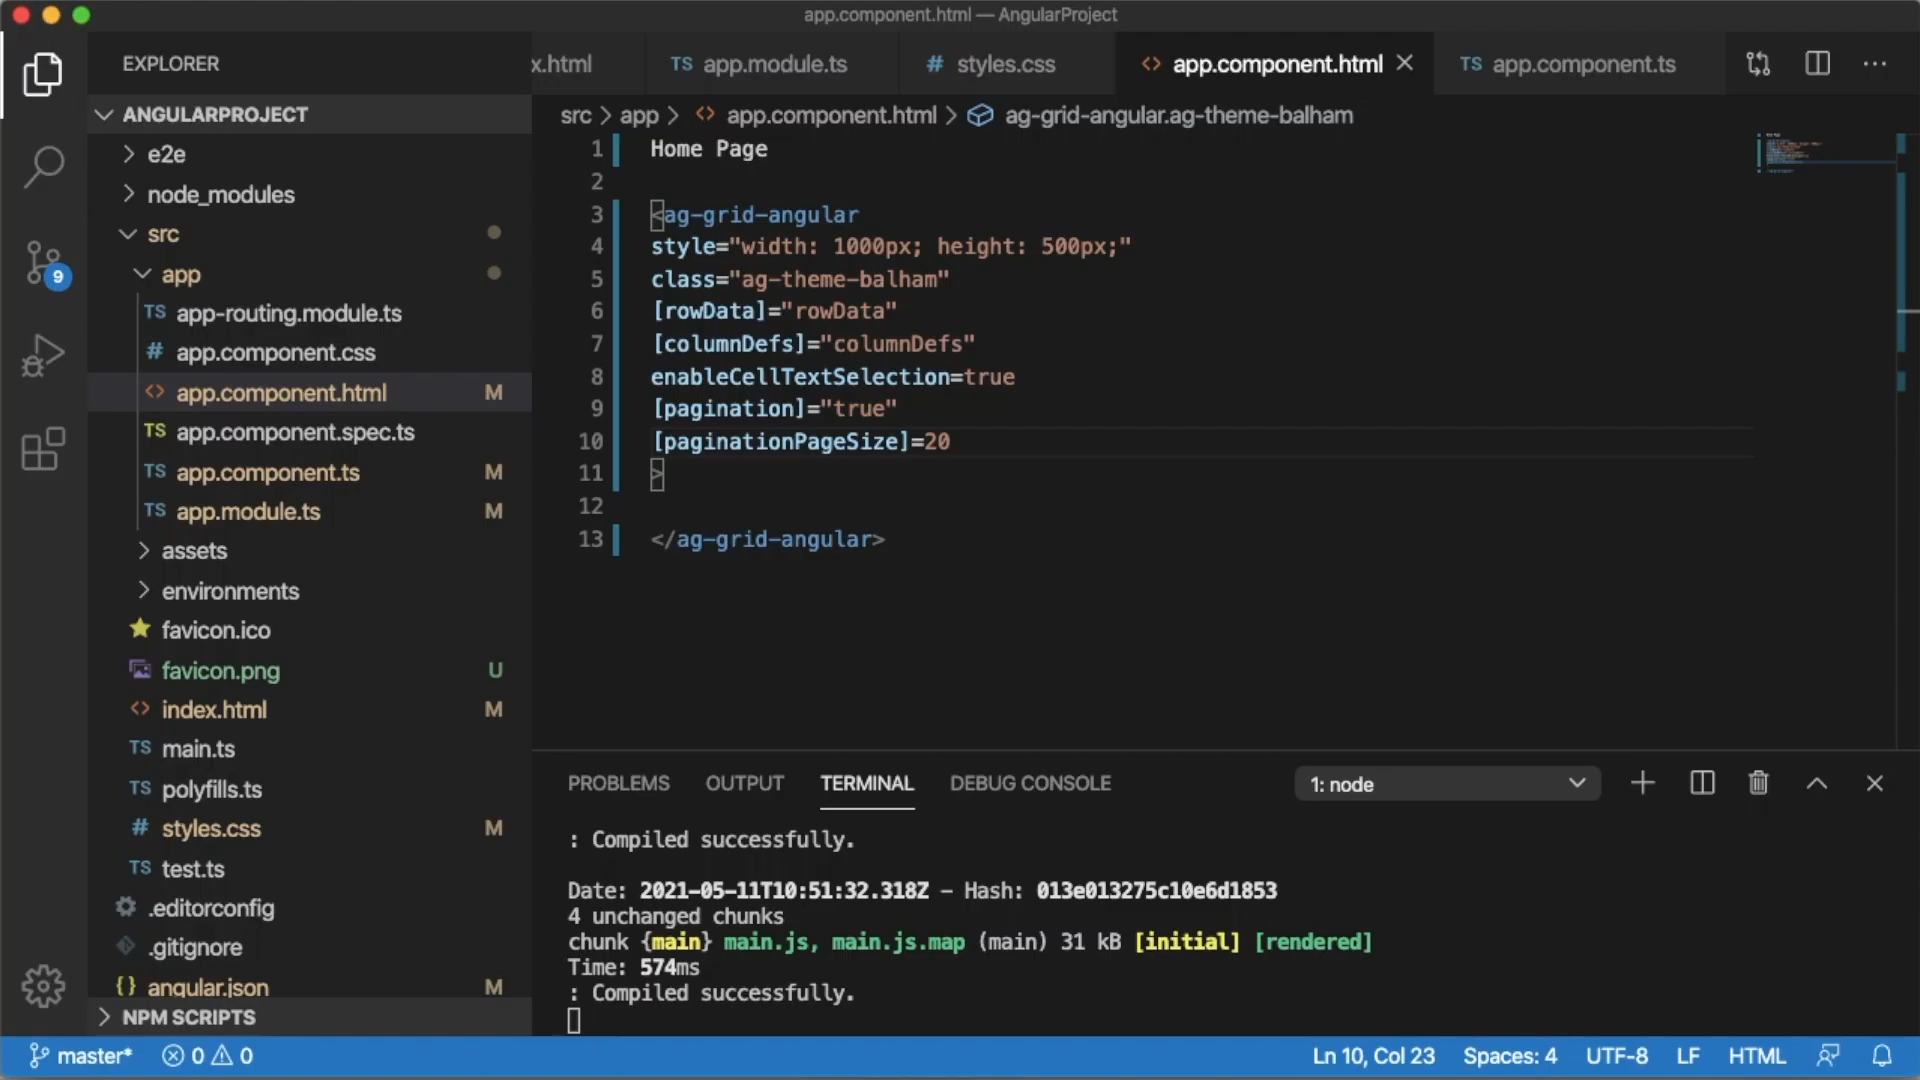 app.component.html — AngularProject
EXPLORER
x.html
TS app.module.ts
# styles.css
<> app.component.html
TS app.component.ts
ANGULARPROJECT
e2e
node_modules
src
app
TS app-routing.module.ts
# app.component.css
<> app.component.html M
TS app.component.spec.ts
TS app.component.ts M
TS app.module.ts M
assets
environments
favicon.ico
favicon.png U
<> index.html M
TS main.ts
TS polyfills.ts
# styles.css M
TS test.ts
.editorconfig
.gitignore
{} angular.json M
NPM SCRIPTS
9
src > app > <> app.component.html > ag-grid-angular.ag-theme-balham
1 Home Page
2
3 <ag-grid-angular
4 style="width: 1000px; height: 500px;"
5 class="ag-theme-balham"
6 [rowData]="rowData"
7 [columnDefs]="columnDefs"
8 enableCellTextSelection=true
9 [pagination]="true"
10 [paginationPageSize]=20
11 >
12
13 </ag-grid-angular>
PROBLEMS OUTPUT TERMINAL DEBUG CONSOLE
1: node
: Compiled successfully.
Date: 2021-05-11T10:51:32.318Z - Hash: 013e013275c10e6d1853
4 unchanged chunks
chunk {main} main.js, main.js.map (main) 31 kB [initial] [rendered]
Time: 574ms
: Compiled successfully.
master* 0 0
Ln 10, Col 23 Spaces: 4 UTF-8 LF HTML